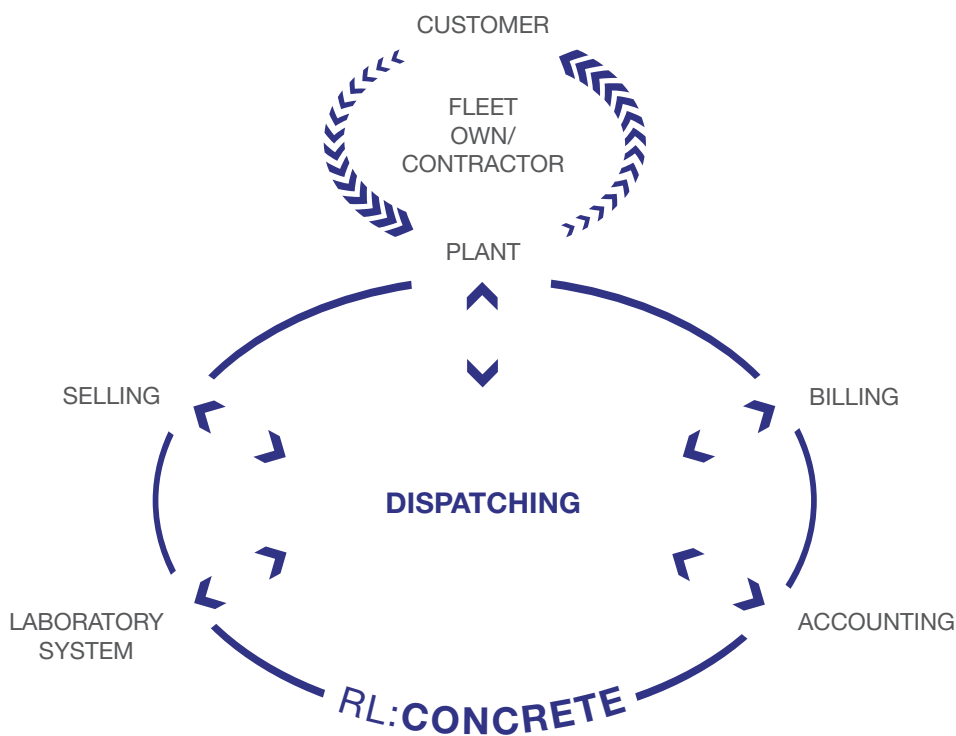 CUSTOMER
FLEET
OWN/
CONTRACTOR
PLANT
SELLING
BILLING
DISPATCHING
LABORATORY
SYSTEM
ACCOUNTING
RL:CONCRETE